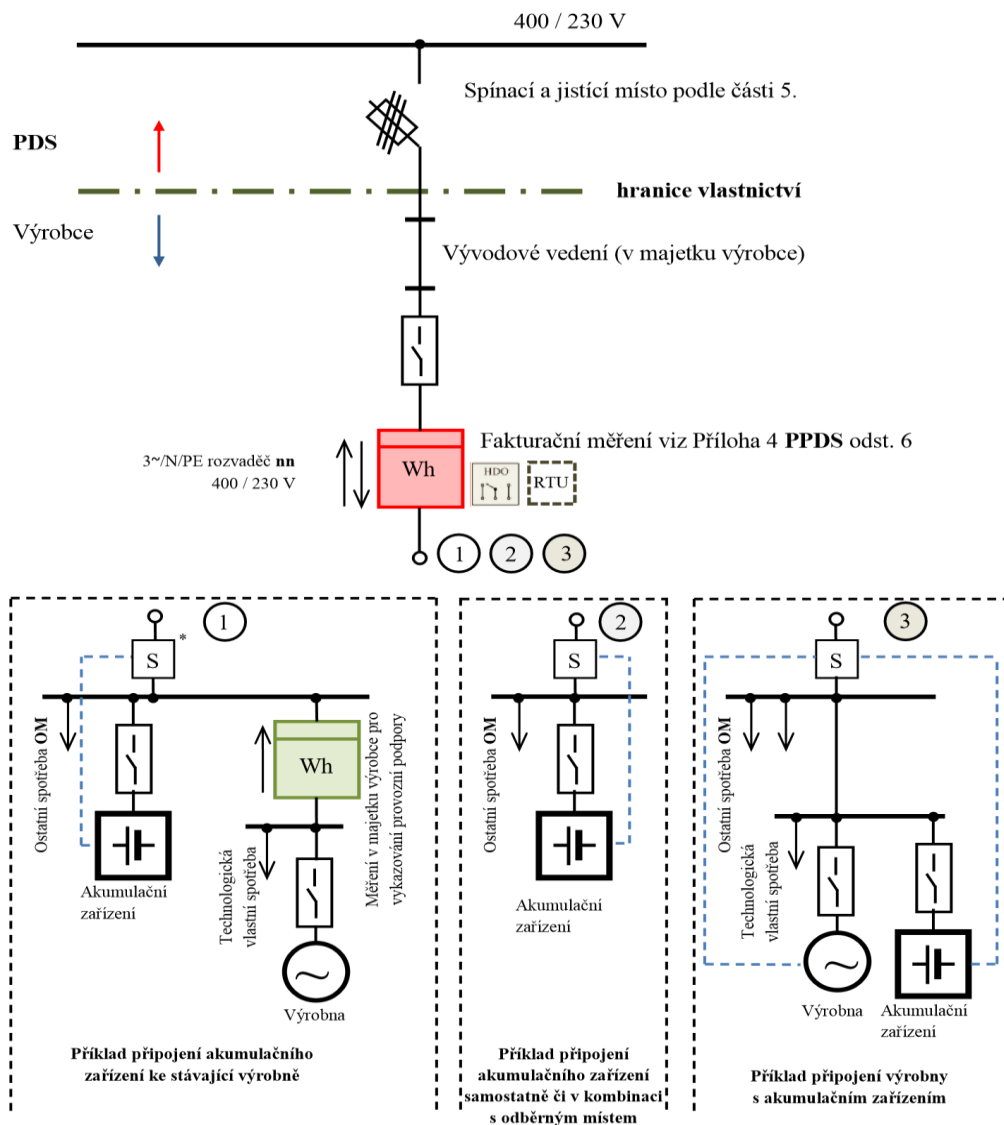 400 / 230 V
Spínací a jistící místo podle části 5.
PDS
hranice vlastnictví
Výrobce
Vývodové vedení (v majetku výrobce)
Fakturační měření viz Příloha 4 PPDS odst. 6
3~/N/PE rozvaděč nn
400 / 230 V
Wh
HDO
RTU
1
2
3
1
S
*
Ostatní spotřeba OM
Wh
Měření v majetku výrobce pro
vykazování provozní podpory
Akumulační
zařízení
Technologická
vlastní spotřeba
Výrobna
Příklad připojení akumulačního
zařízení ke stávající výrobně
2
S
Ostatní spotřeba OM
Akumulační
zařízení
Příklad připojení
akumulačního zařízení
samostatně či v kombinaci
s odběrným místem
3
S
Ostatní spotřeba OM
Technologická
vlastní spotřeba
Výrobna
Akumulační
zařízení
Příklad připojení výrobny
s akumulačním zařízením